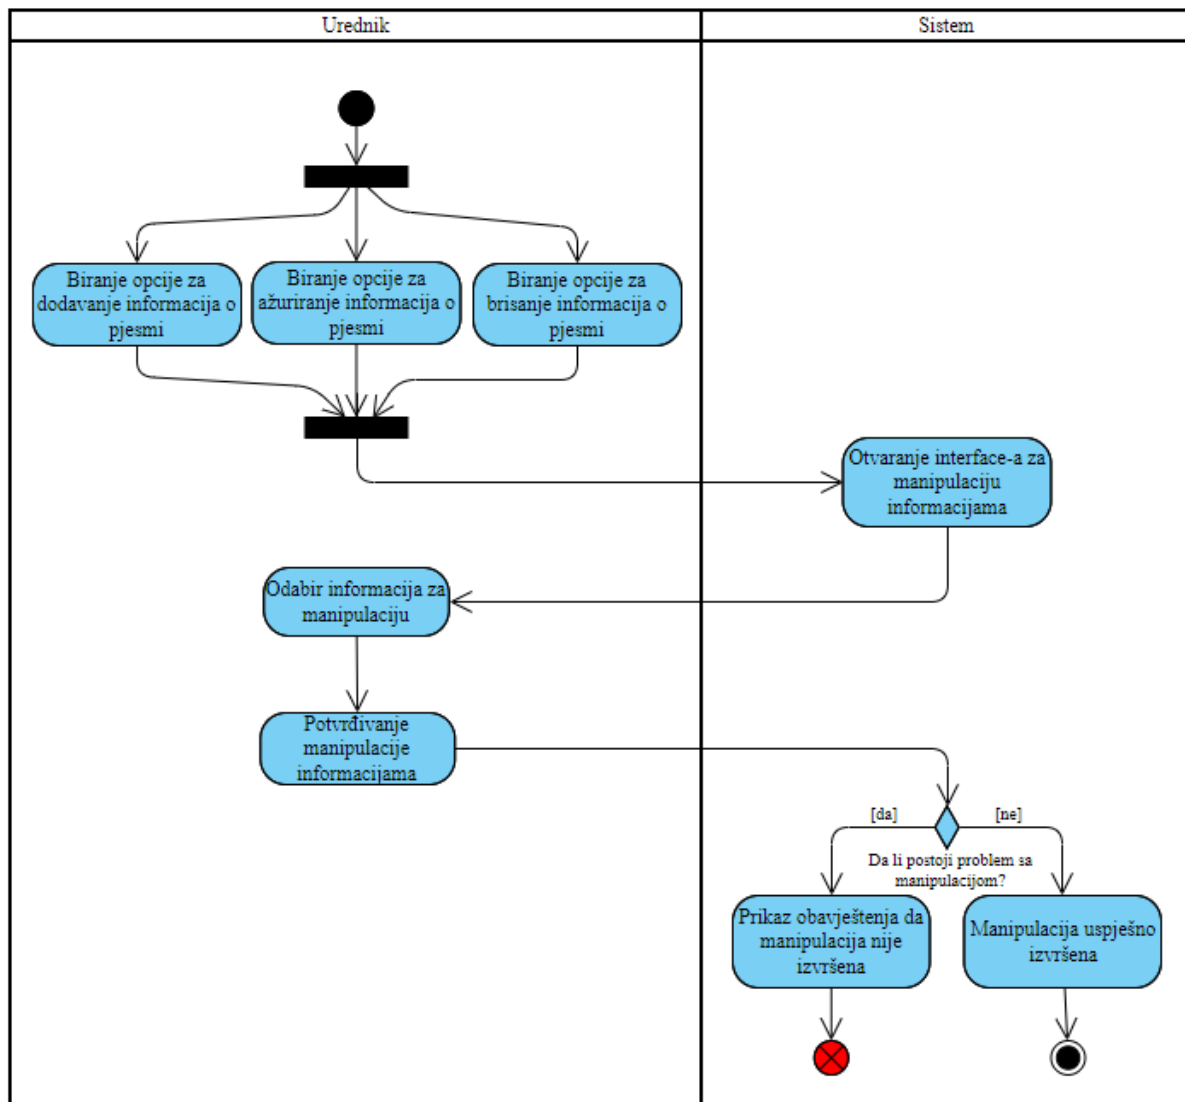 Urednik
Sistem
Biranje opcije za
dodavanje informacija o
pjesmi
Biranje opcije za
ažuriranje informacija o
pjesmi
Biranje opcije za
brisanje informacija o
pjesmi
Otvaranje interface-a za
manipulaciju
informacijama
Odabir informacija za
manipulaciju
Potvrđivanje
manipulacije
informacijama
[da]
[ne]
Da li postoji problem sa
manipulacijom?
Prikaz obavještenja da
manipulacija nije
izvršena
Manipulacija uspješno
izvršena